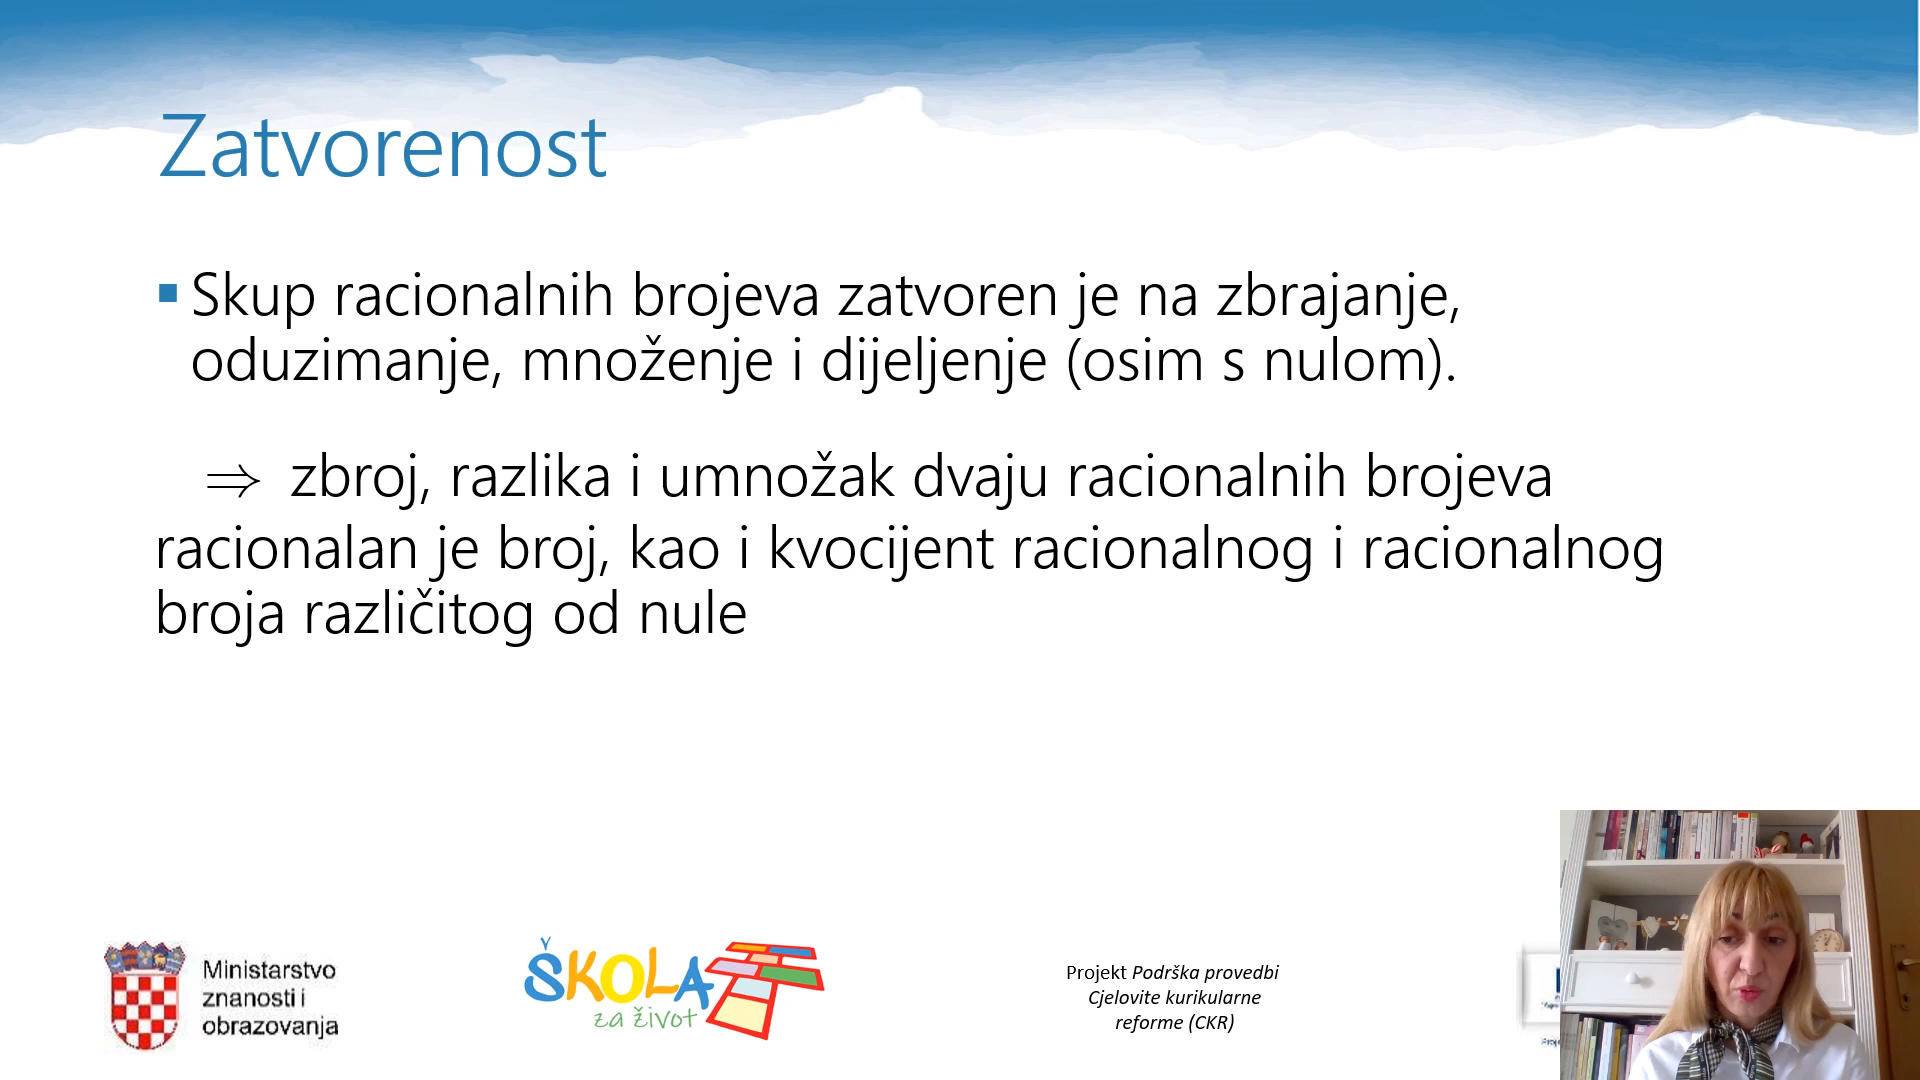 Zatvorenost
▪ Skup racionalnih brojeva zatvoren je na zbrajanje,
oduzimanje, množenje i dijeljenje (osim s nulom).
⇒ zbroj, razlika i umnožak dvaju racionalnih brojeva
racionalan je broj, kao i kvocijent racionalnog i racionalnog
broja različitog od nule
Ministarstvo
znanosti i
obrazovanja
ŠKOLA
za život
Projekt Podrška provedbi
Cjelovite kurikularne
reforme (CKR)